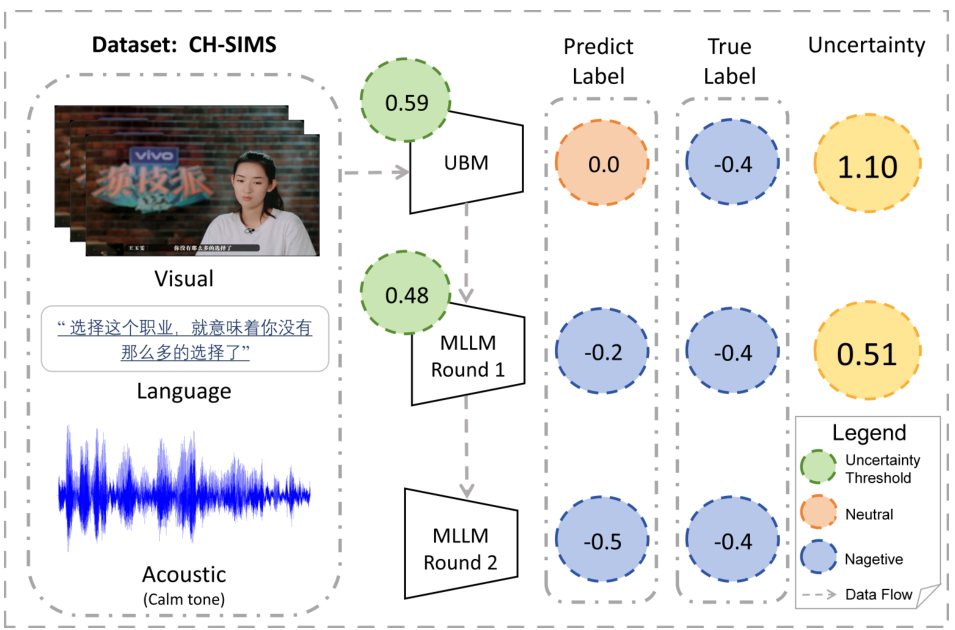 Dataset: CH-SIMS
vivo
演技派
王玉雯
你没有那么多的选择了
Visual
“ 选择这个职业，就意味着你没有
那么多的选择了”
Language
Acoustic
(Calm tone)
0.59
UBM
0.48
MLLM
Round 1
MLLM
Round 2
Predict
Label
True
Label
Uncertainty
0.0
-0.4
1.10
-0.2
-0.4
0.51
-0.5
-0.4
Legend
Uncertainty
Threshold
Neutral
Nagetive
Data Flow